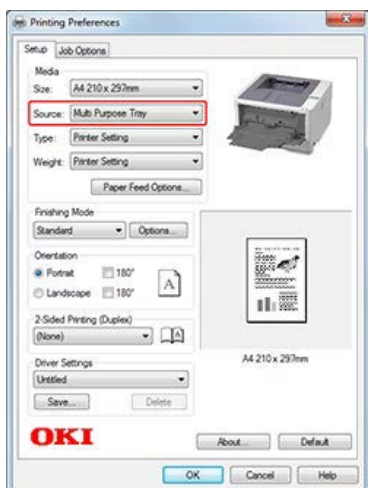 Printing Preferences
Setup Job Options
Media
Size: A4 210 x 297mm
Source: Multi Purpose Tray
Type: Printer Setting
Weight: Printer Setting
Paper Feed Options...
Finishing Mode
Standard Options...
Orientation
Portrait 180°
Landscape 180°
A
2-Sided Printing (Duplex)
(None)
A4 210 x 297mm
Driver Settings
Untitled
Save... Delete
OKI
About... Default
OK Cancel Help